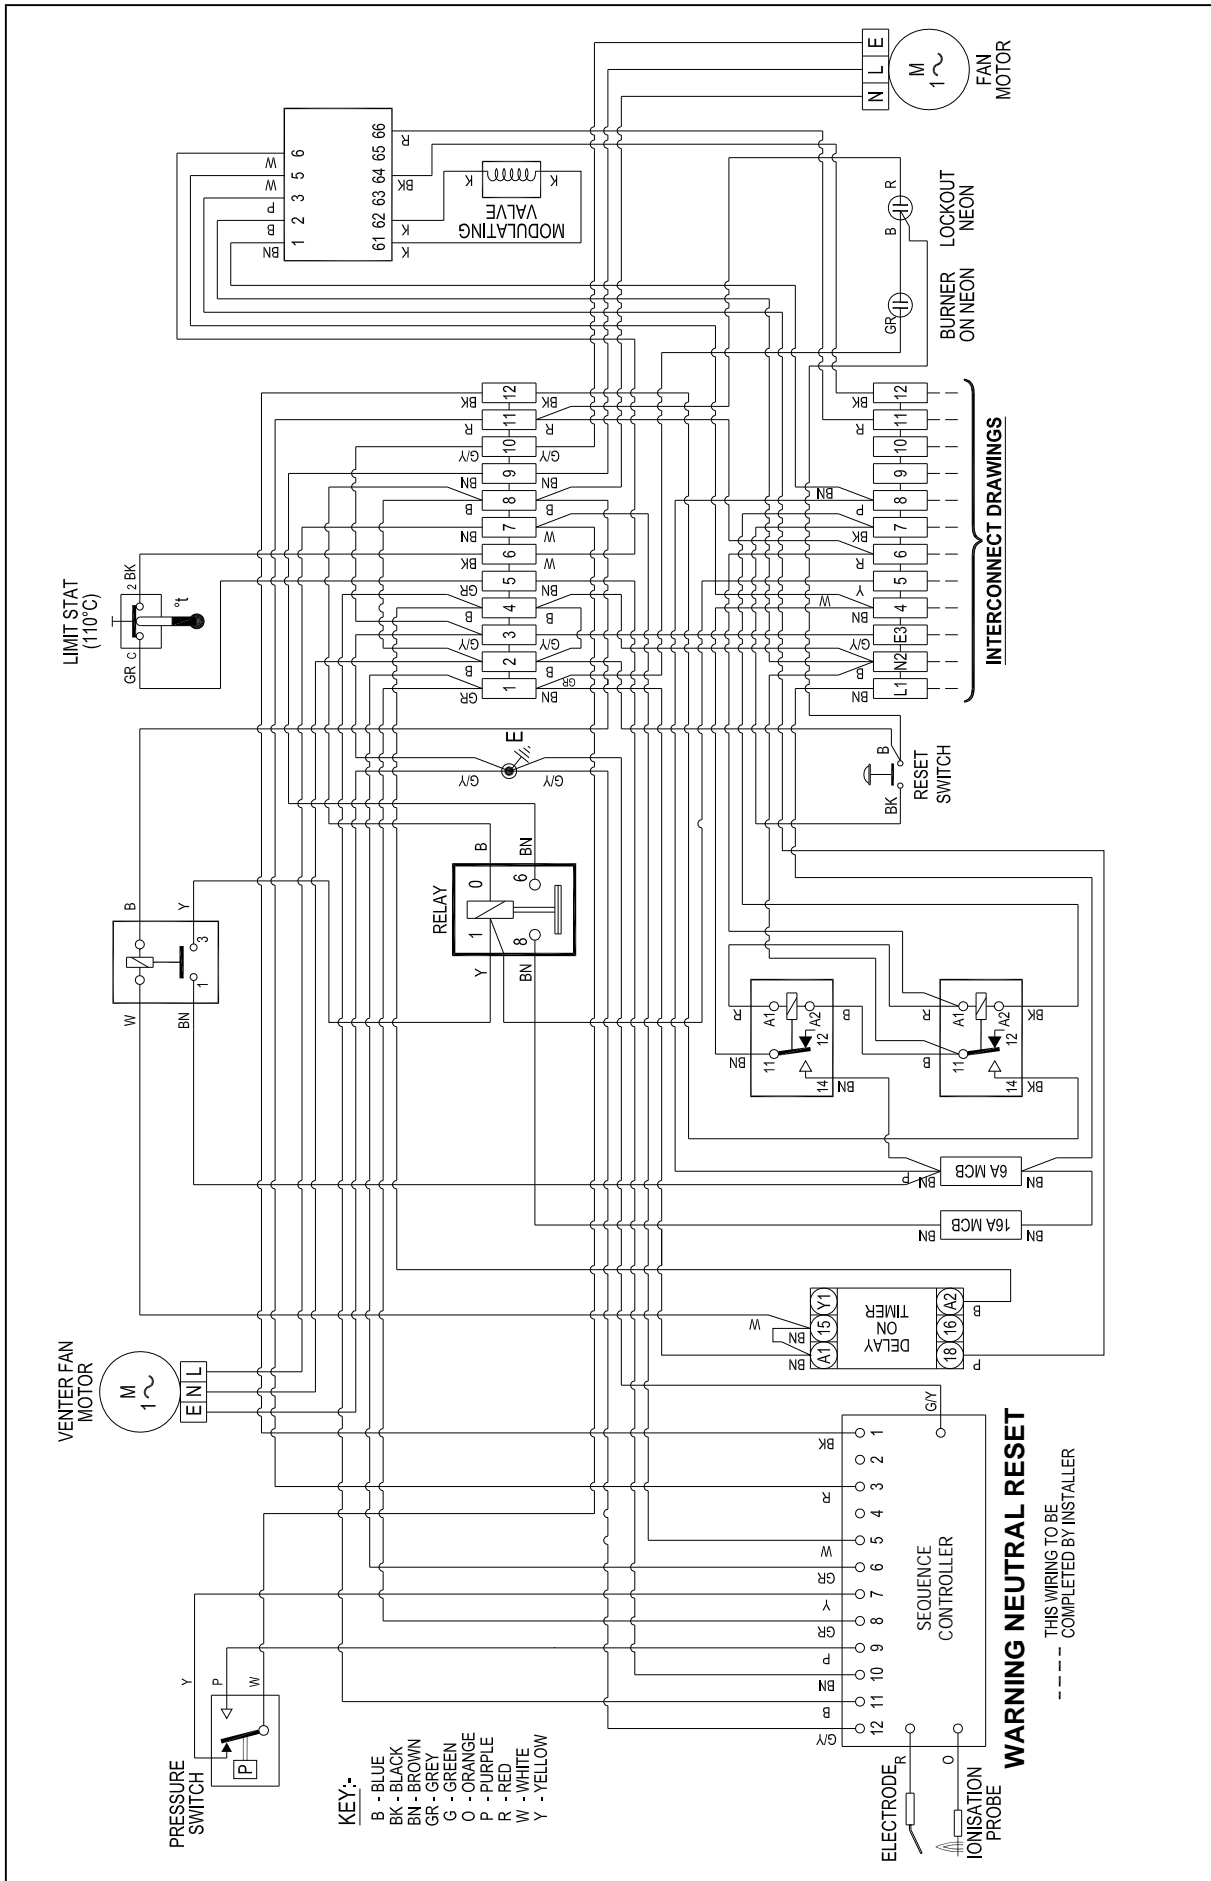 FAN
MOTOR
E
L
N
M
1
6
5
3
2
1
W
W
P
B
BN
66
65
64
63
62
61
R
BK
K
K
K
K
MODULATING
VALVE
LOCKOUT
NEON
R
B
BURNER
ON NEON
GR
LIMIT STAT
(110°C)
GR
C
2
BK
°t
12
11
10
9
8
7
6
5
4
3
2
1
BK
R
G/Y
BN
B
BN
BK
GR
B
G/Y
B
GR
BK
R
G/Y
BN
B
W
W
BN
B
G/Y
B
BN
GR
12
11
10
9
8
7
6
5
4
E3
N2
L1
BK
R
BN
P
BK
R
Y
W
BN
G/Y
B
BN
INTERCONNECT DRAWINGS
E
G/Y
G/Y
RESET
SWITCH
B
BK
RELAY
B
BN
0
6
1
8
Y
BN
B
Y
3
1
W
BN
R
A1
A2
B
11
12
14
BN
BN
R
A1
A2
BK
11
12
14
B
BK
6A MCB
P
BN
BN
16A MCB
BN
BN
DELAY
ON
TIMER
Y1
15
A1
A2
16
18
W
BN
BN
B
P
VENTER FAN
MOTOR
M
1
E
N
L
SEQUENCE
CONTROLLER
G/Y
1
2
3
4
5
6
7
8
9
10
11
12
BK
R
W
GR
Y
GR
P
BN
B
G/Y
PRESSURE
SWITCH
Y
P
W
P
KEY:-
B - BLUE
BK - BLACK
BN - BROWN
GR - GREY
G - GREEN
O - ORANGE
P - PURPLE
R - RED
W - WHITE
Y - YELLOW
ELECTRODE
R
IONISATION
PROBE
O
WARNING NEUTRAL RESET
---- THIS WIRING TO BE
COMPLETED BY INSTALLER